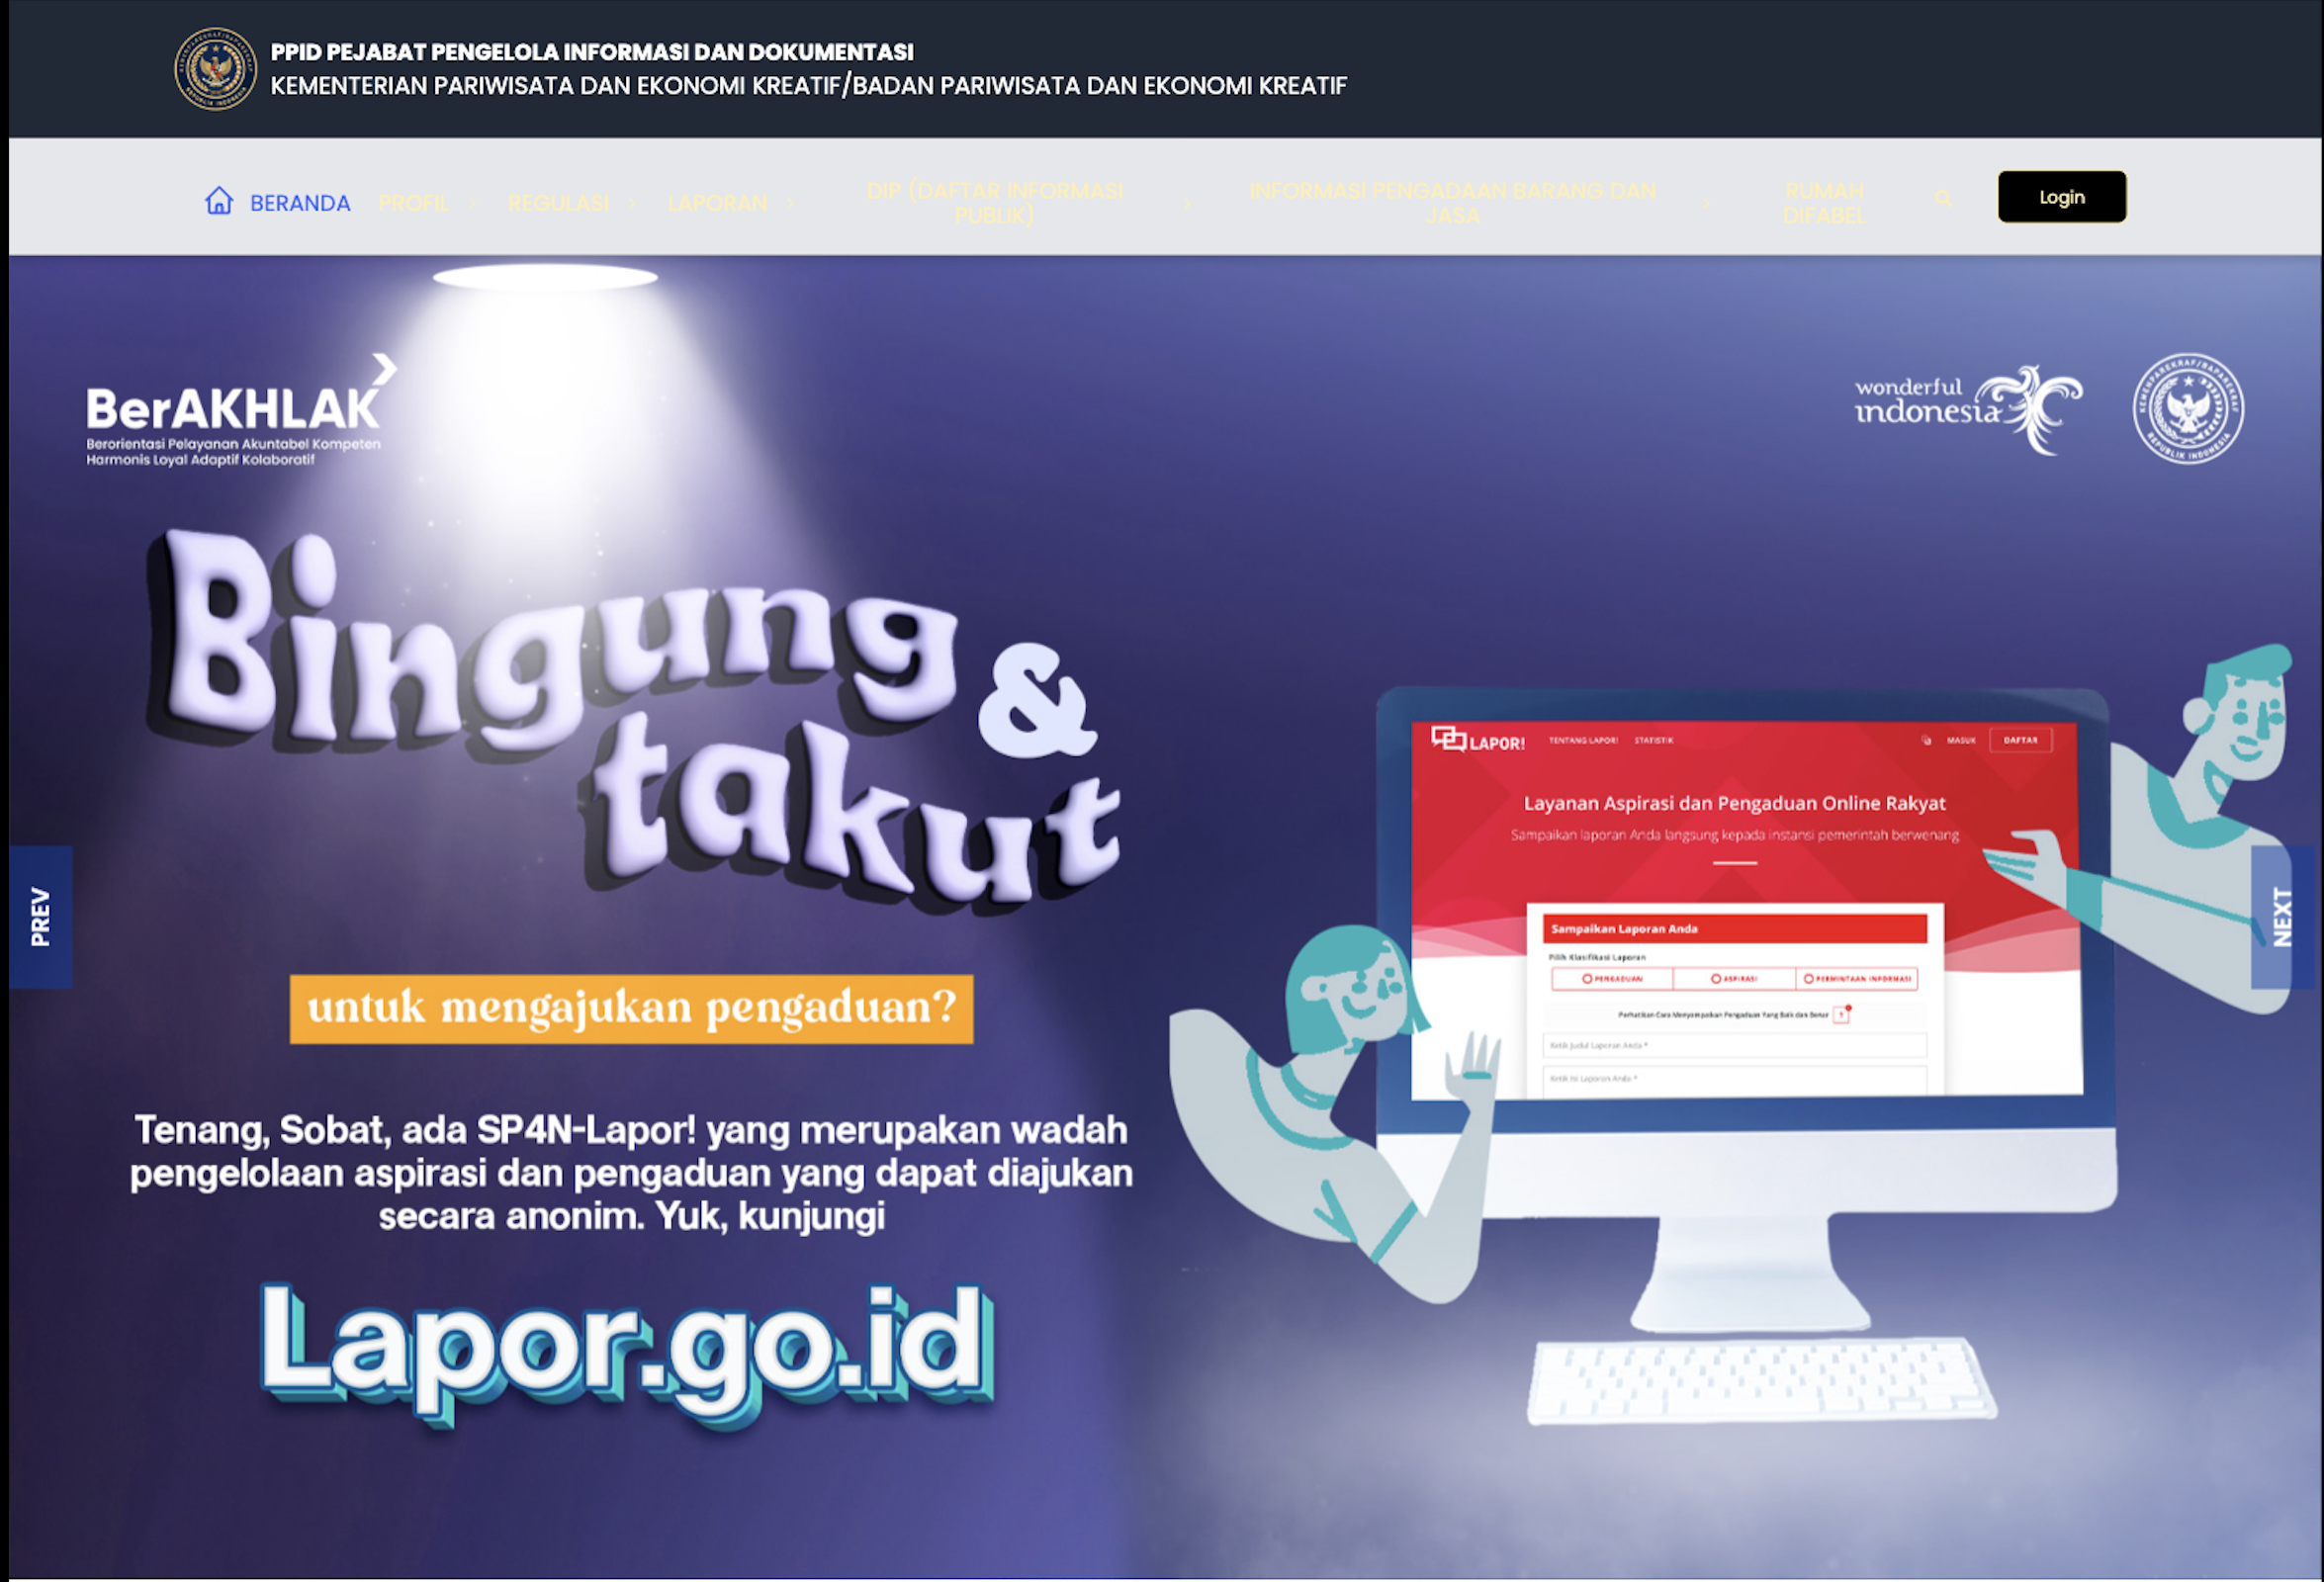 PPID PEJABAT PENGELOLA INFORMASI DAN DOKUMENTASI
KEMENTERIAN PARIWISATA DAN EKONOMI KREATIF/BADAN PARIWISATA DAN EKONOMI KREATIF
BERANDA
PROFIL
REGULASI
LAPORAN
DIP (DAFTAR INFORMASI
PUBLIK)
INFORMASI PENGADAAN BARANG DAN
JASA
RUMAH
DIFABEL
Login
BerAKHLAK
Berorientasi Pelayanan Akuntabel Kompeten
Harmonis Loyal Adaptif Kolaboratif
wonderful
indonesia
KEMENPAREKRAF/BAPAREKRAF
REPUBLIK INDONESIA
Bingung &
takut
untuk mengajukan pengaduan?
Tenang, Sobat, ada SP4N-Lapor! yang merupakan wadah
pengelolaan aspirasi dan pengaduan yang dapat diajukan
secara anonim. Yuk, kunjungi
Lapor.go.id
PREV
NEXT
LAPOR!
TENTANG LAPOR!
STATISTIK
MASUK
DAFTAR
Layanan Aspirasi dan Pengaduan Online Rakyat
Sampaikan laporan Anda langsung kepada instansi pemerintah berwenang
Sampaikan Laporan Anda
Pilih Klasifikasi Laporan
PENGADUAN
ASPIRASI
PERMINTAAN INFORMASI
Perhatikan Cara Menyampaikan Pengaduan Yang Baik dan Benar ?
Ketik Judul Laporan Anda *
Ketik Isi Laporan Anda *